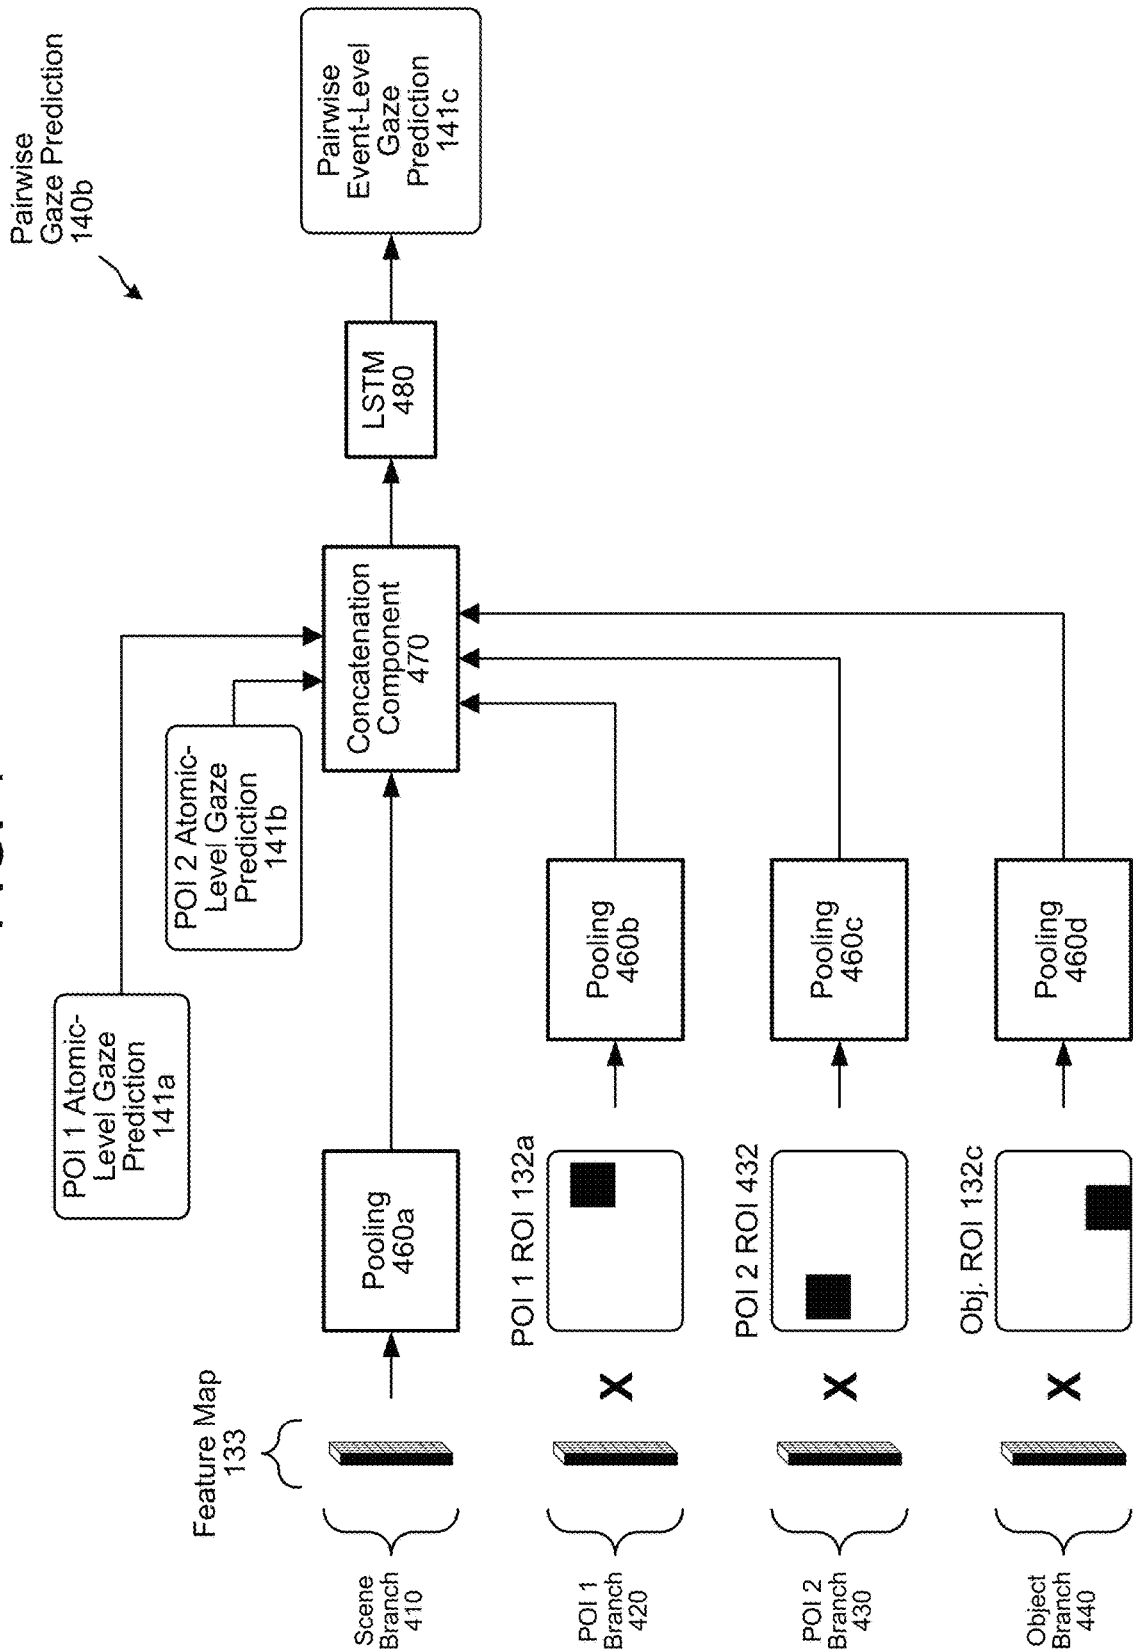 Pairwise
Gaze Prediction
140b
POI 1 Atomic-
Level Gaze
Prediction
141a
POI 2 Atomic-
Level Gaze
Prediction
141b
Feature Map
133
Scene
Branch
410
Pooling
460a
Concatenation
Component
470
LSTM
480
Pairwise
Event-Level
Gaze
Prediction
141c
POI 1
Branch
420
X
POI 1 ROI 132a
Pooling
460b
POI 2
Branch
430
X
POI 2 ROI 432
Pooling
460c
Object
Branch
440
X
Obj. ROI 132c
Pooling
460d